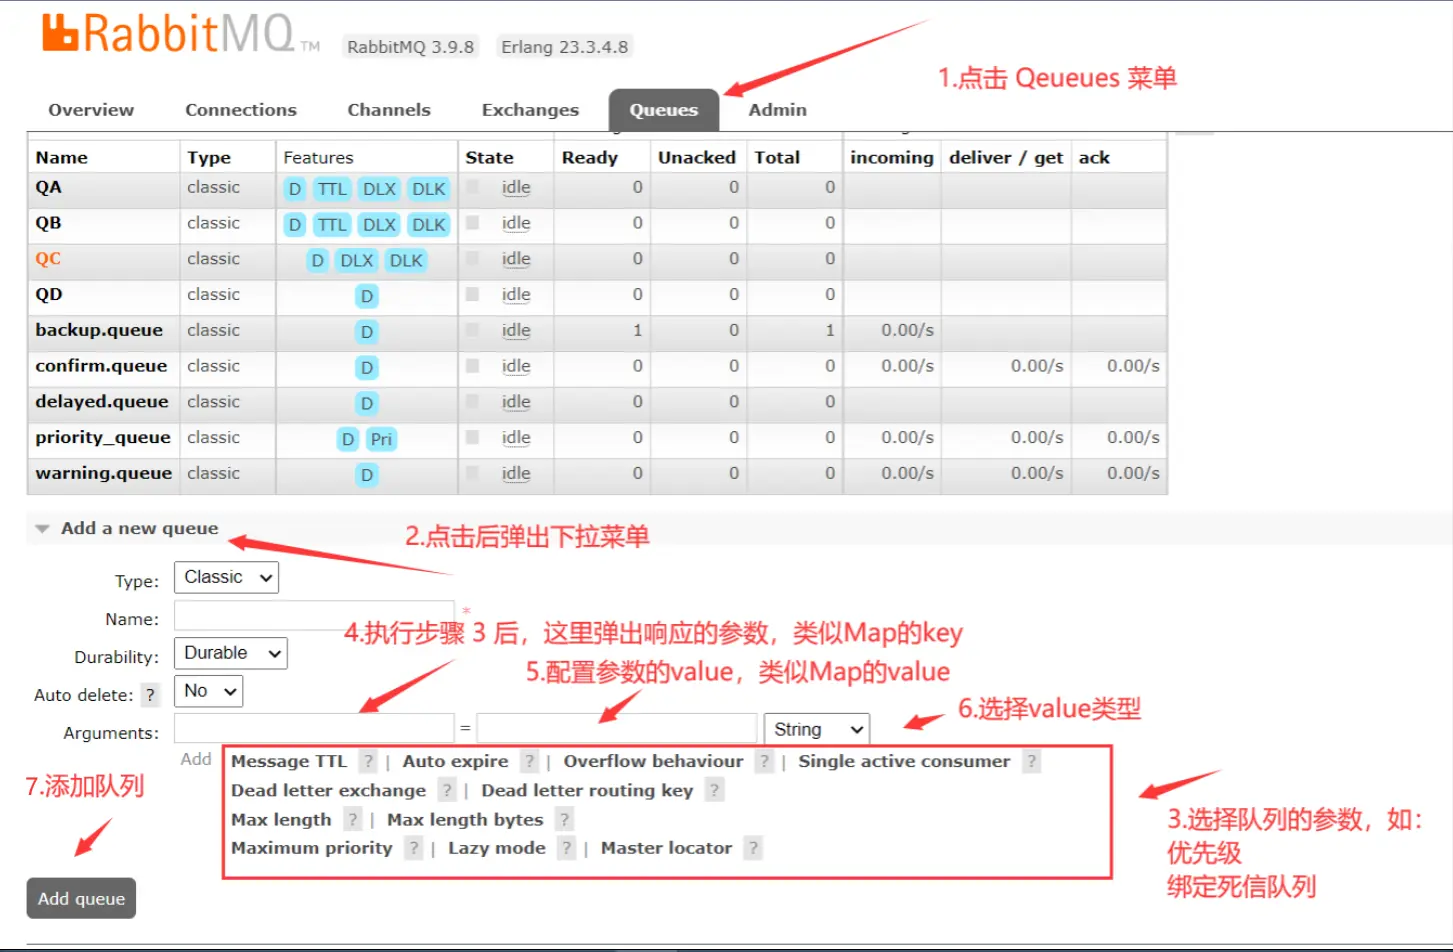 RabbitMQ TM RabbitMQ 3.9.8 Erlang 23.3.4.8
1.点击 Qeueues 菜单
Overview Connections Channels Exchanges Queues Admin
Name Type Features State Ready Unacked Total incoming deliver / get ack
QA classic D TTL DLX DLK idle 0 0 0
QB classic D TTL DLX DLK idle 0 0 0
QC classic D DLX DLK idle 0 0 0
QD classic D idle 0 0 0
backup.queue classic D idle 1 0 1 0.00/s
confirm.queue classic D idle 0 0 0 0.00/s 0.00/s 0.00/s
delayed.queue classic D idle 0 0 0
priority_queue classic D Pri idle 0 0 0 0.00/s 0.00/s 0.00/s
warning.queue classic D idle 0 0 0 0.00/s 0.00/s 0.00/s
Add a new queue
2.点击后弹出下拉菜单
Type: Classic
Name: *
4.执行步骤 3 后，这里弹出响应的参数，类似Map的key
Durability: Durable
5.配置参数的value，类似Map的value
Auto delete: ? No
6.选择value类型
Arguments: = String
Add Message TTL ? | Auto expire ? | Overflow behaviour ? | Single active consumer ?
Dead letter exchange ? | Dead letter routing key ?
Max length ? | Max length bytes ?
Maximum priority ? | Lazy mode ? | Master locator ?
7.添加队列
3.选择队列的参数，如：
优先级
绑定死信队列
Add queue